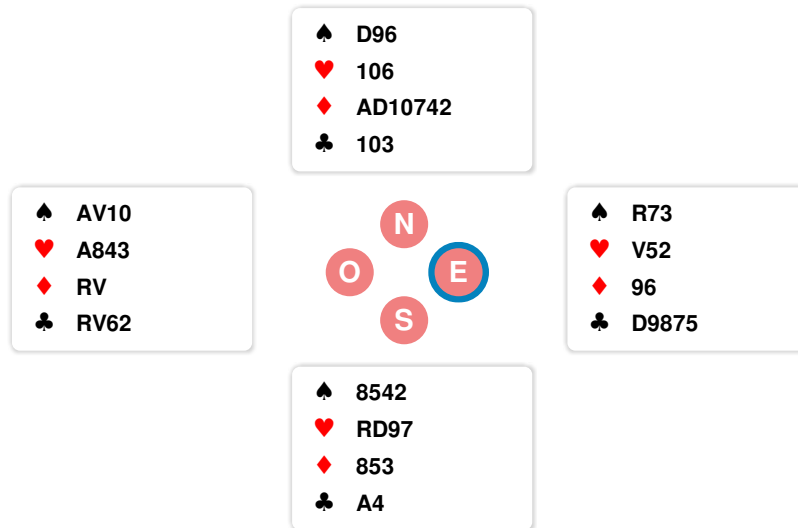 ♠ D96
♥ 106
♦ AD10742
♣ 103
♠ AV10
♥ A843
♦ RV
♣ RV62
N
O
E
S
♠ R73
♥ V52
♦ 96
♣ D9875
♠ 8542
♥ RD97
♦ 853
♣ A4